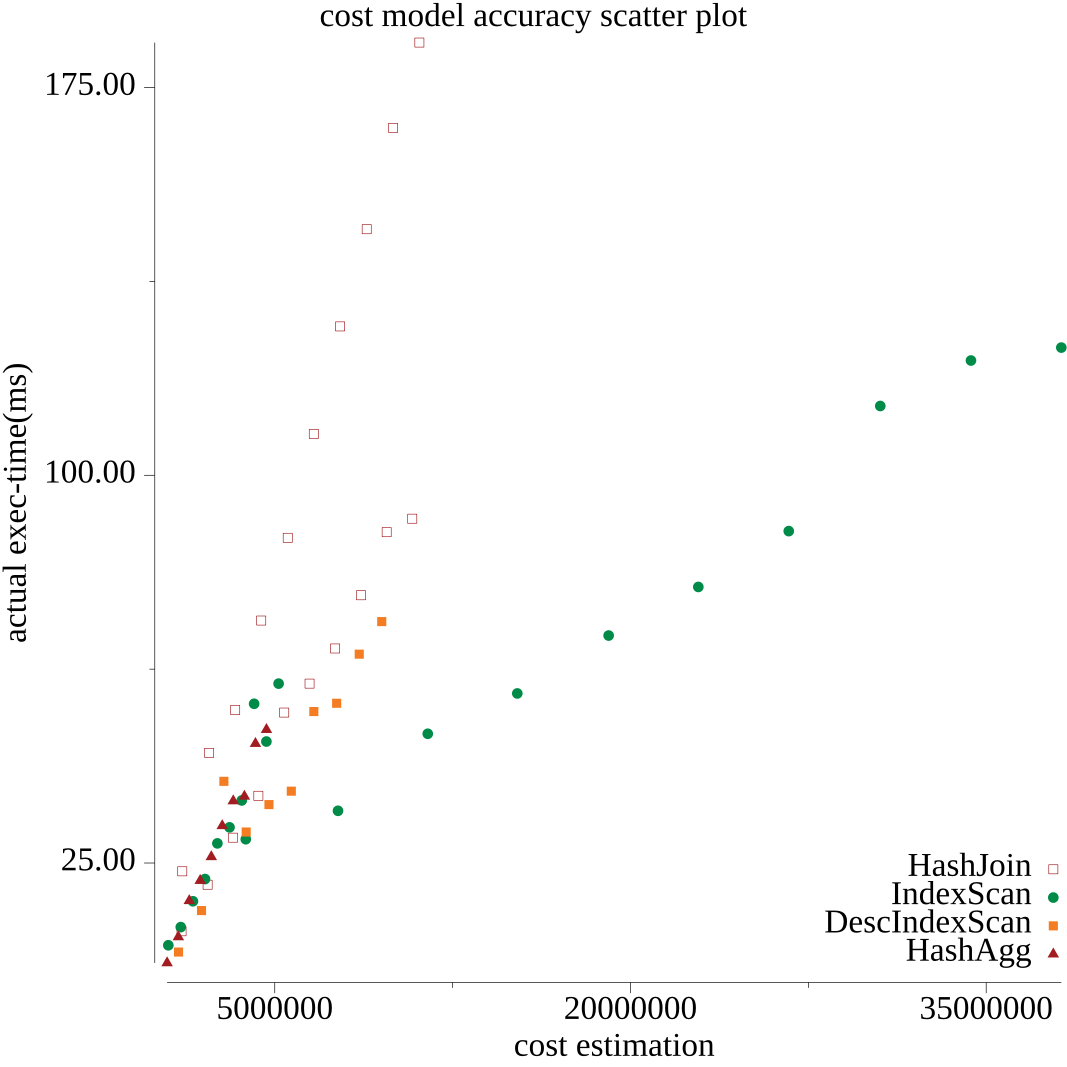 cost model accuracy scatter plot
175.00
100.00
25.00
actual exec-time(ms)
HashJoin
IndexScan
DescIndexScan
HashAgg
5000000
20000000
35000000
cost estimation